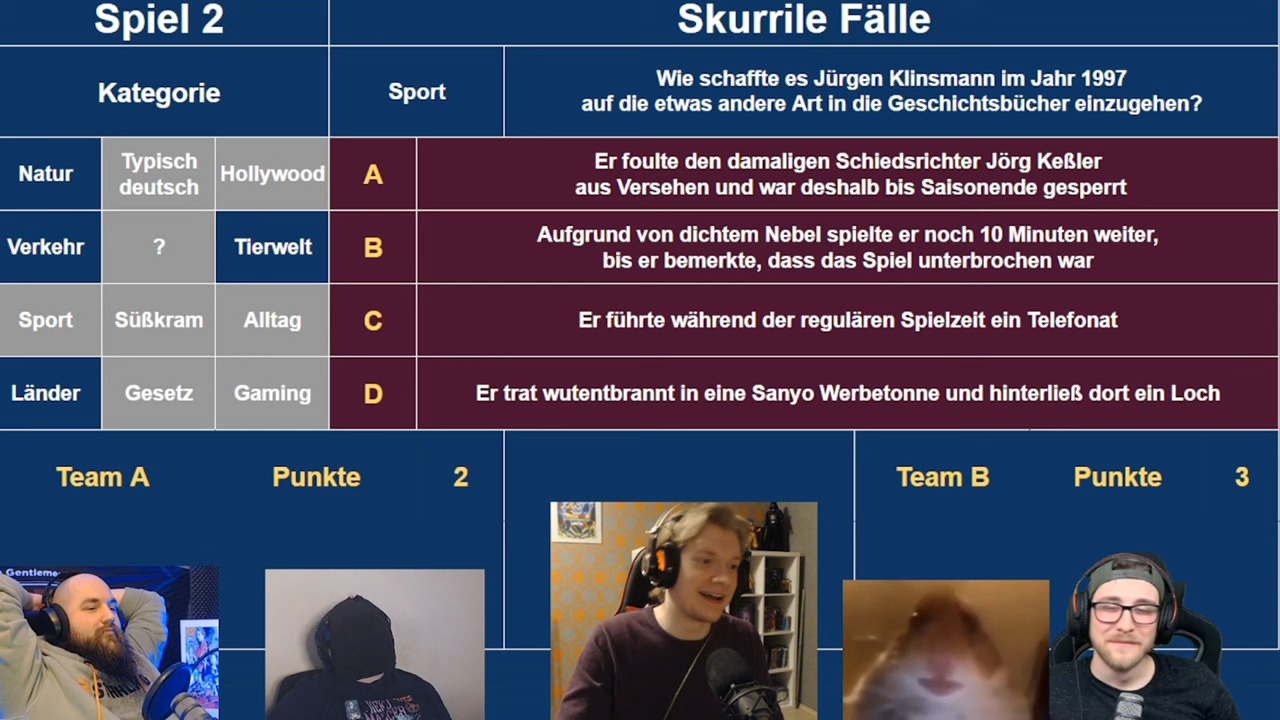 Spiel 2
Skurrile Fälle
Kategorie
Sport
Wie schaffte es Jürgen Klinsmann im Jahr 1997
auf die etwas andere Art in die Geschichtsbücher einzugehen?
Natur
Typisch
deutsch
Hollywood
A
Er foulte den damaligen Schiedsrichter Jörg Keßler
aus Versehen und war deshalb bis Saisonende gesperrt
Verkehr
?
Tierwelt
B
Aufgrund von dichtem Nebel spielte er noch 10 Minuten weiter,
bis er bemerkte, dass das Spiel unterbrochen war
Sport
Süßkram
Alltag
C
Er führte während der regulären Spielzeit ein Telefonat
Länder
Gesetz
Gaming
D
Er trat wutentbrannt in eine Sanyo Werbetonne und hinterließ dort ein Loch
Team A
Punkte
2
Team B
Punkte
3
Gentleme